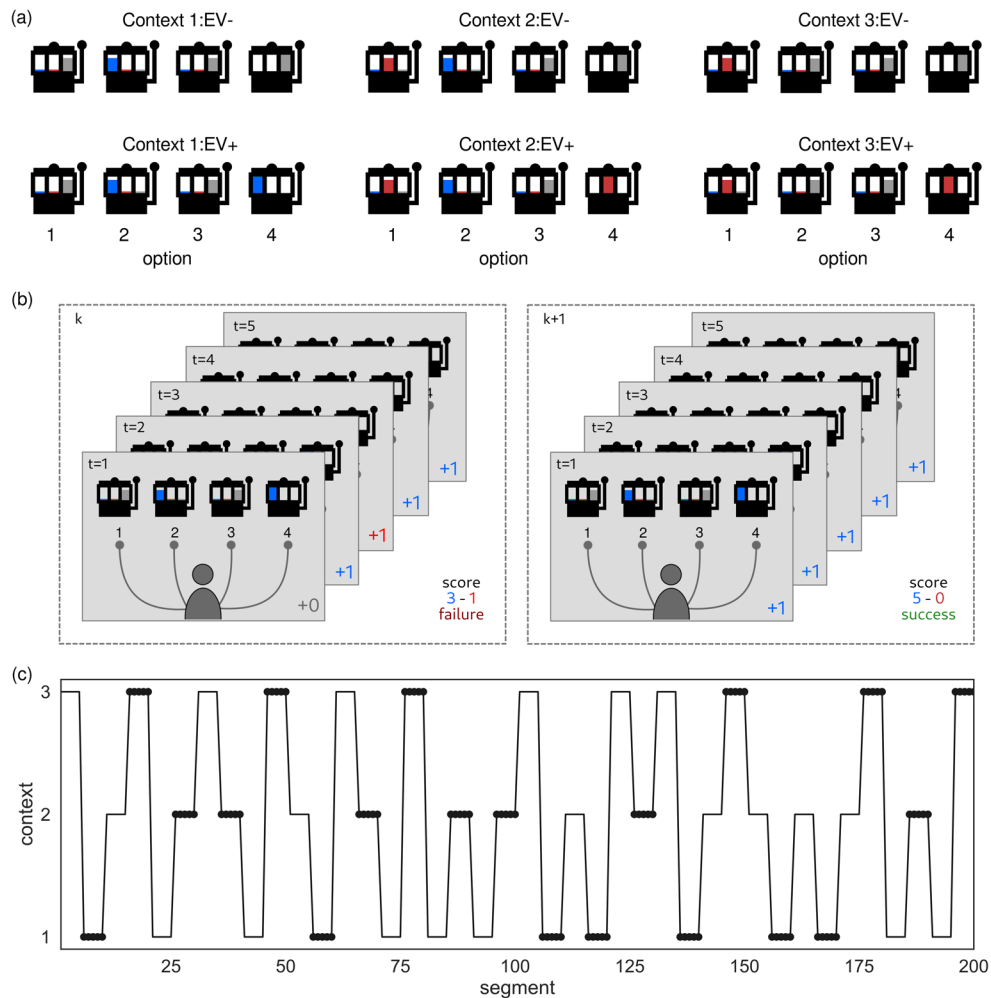 (a)
Context 1:EV- Context 2:EV- Context 3:EV-
Context 1:EV+ Context 2:EV+ Context 3:EV+
1 2 3 4 1 2 3 4 1 2 3 4
option option option
(b)
k
t=5
t=4
t=3
t=2
t=1
1 2 3 4
4
+1
+1
+1
+1
+0
score
3 - 1
failure
k+1
t=5
t=4
t=3
t=2
t=1
1 2 3 4
4
+1
+1
+1
+1
+1
score
5 - 0
success
(c)
3
2
1
context
25 50 75 100 125 150 175 200
segment